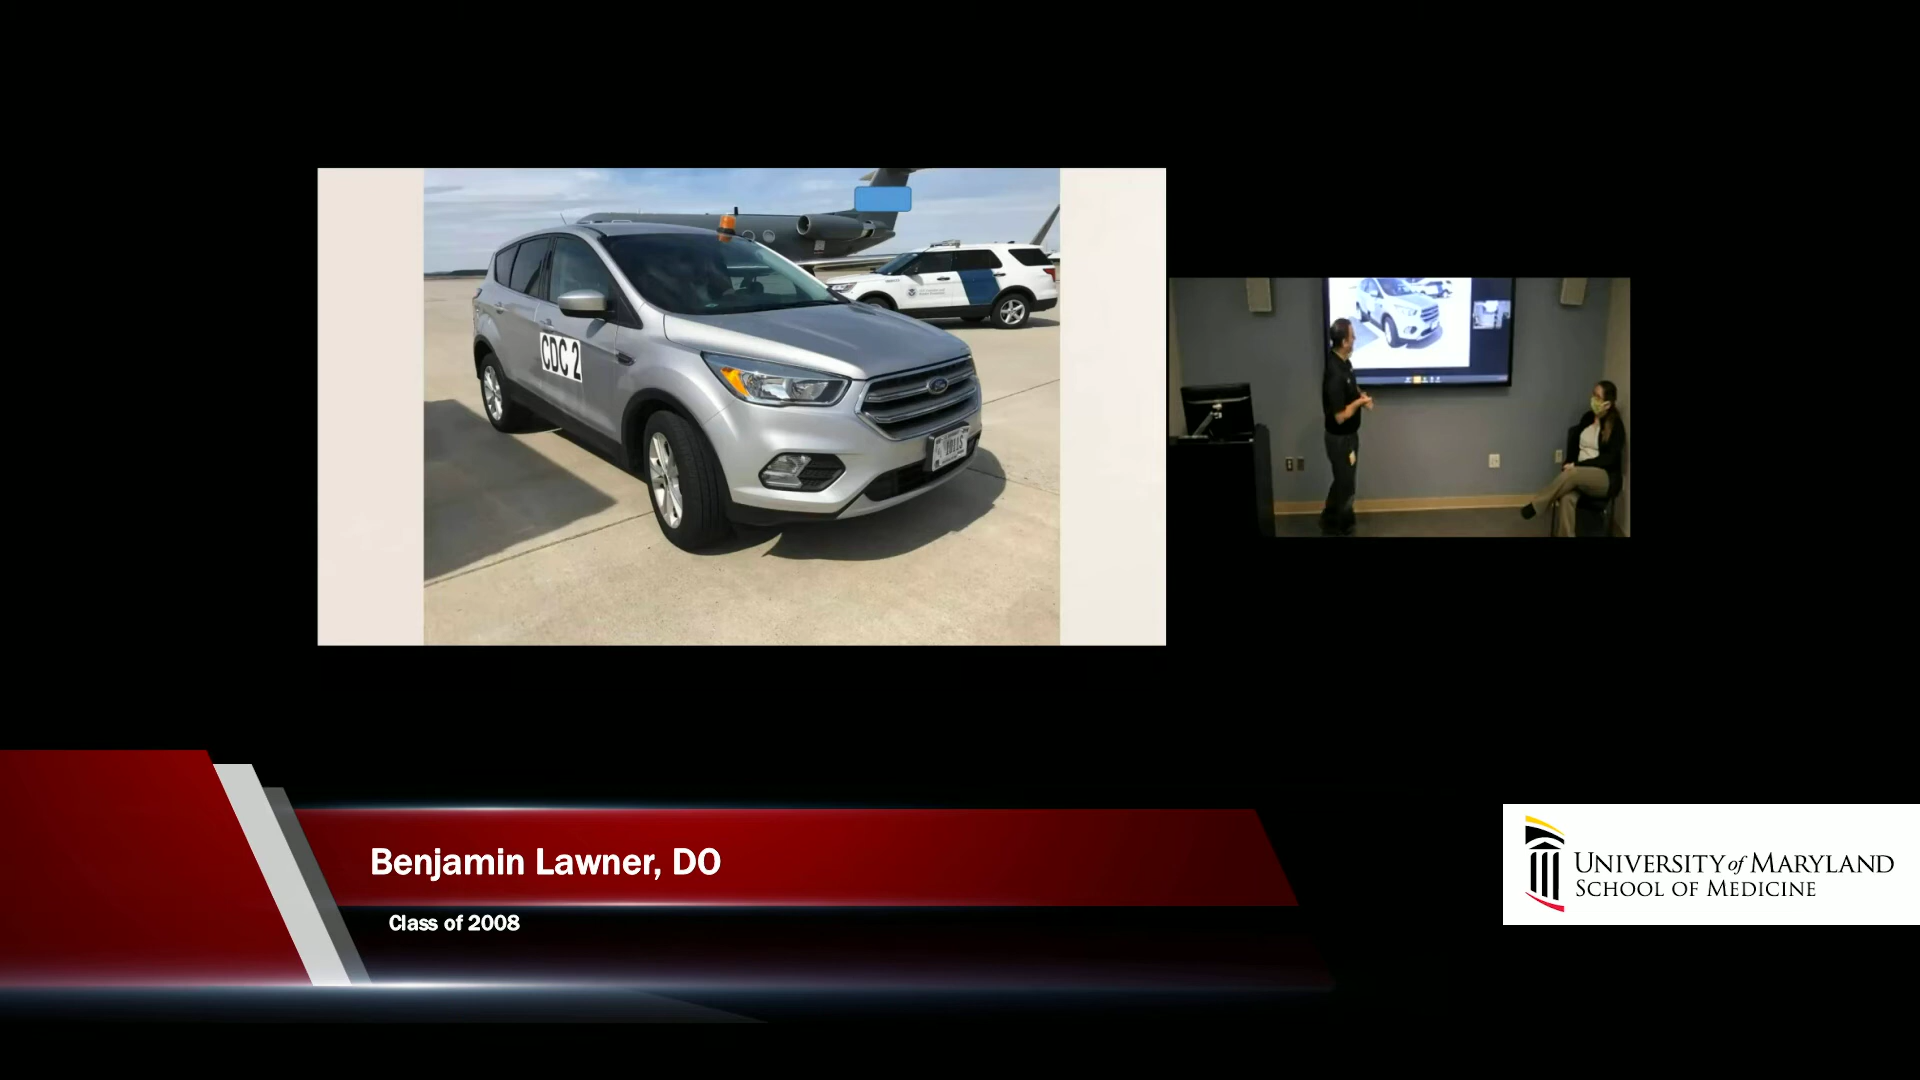 CDC 2
Benjamin Lawner, DO
Class of 2008
UNIVERSITY of MARYLAND
SCHOOL OF MEDICINE